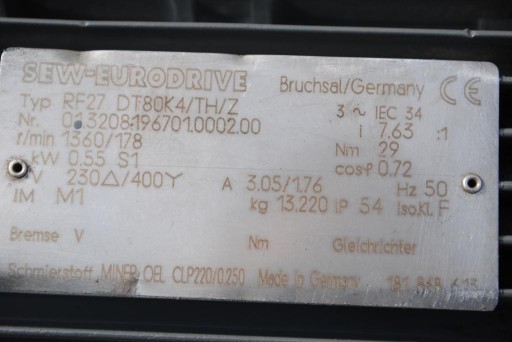 SEW-EURODRIVE Bruchsal/Germany CE
Typ RF27 DT80K4/TH/Z 3 ~ IEC 34
Nr. 01.3208196701.0002.00 i 7.63 :1
r/min 1360/178 Nm 29
kW 0.55 S1 cosφ 0.72
V 230△/400Y A 3.05/1.76 Hz 50
IM M1 kg 13.220 IP 54 Iso.Kl. F
Bremse V Nm Gleichrichter
Schmierstoff MINER.OEL CLP220/0.250 Made in Germany 181